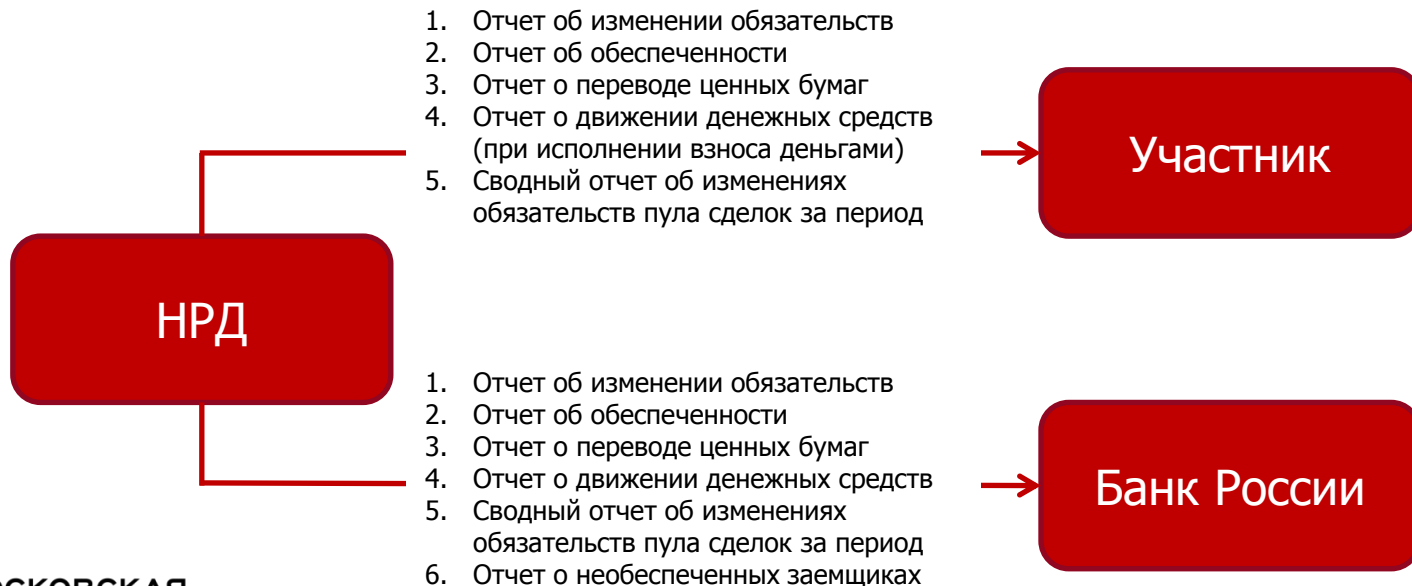 1. Отчет об изменении обязательств
2. Отчет об обеспеченности
3. Отчет о переводе ценных бумаг
4. Отчет о движении денежных средств
(при исполнении взноса деньгами)
5. Сводный отчет об изменениях
обязательств пула сделок за период
Участник
НРД
1. Отчет об изменении обязательств
2. Отчет об обеспеченности
3. Отчет о переводе ценных бумаг
4. Отчет о движении денежных средств
5. Сводный отчет об изменениях
обязательств пула сделок за период
6. Отчет о необеспеченных заемщиках
Банк России